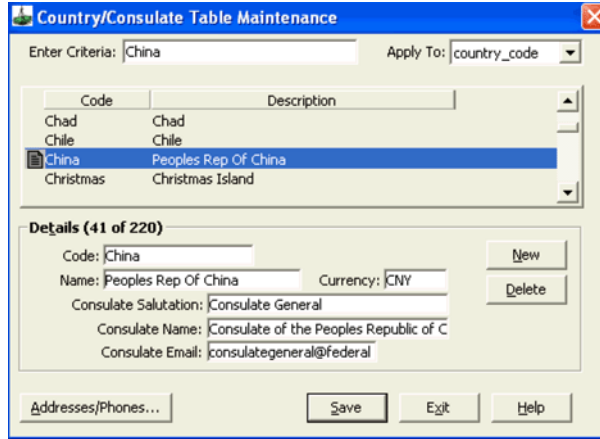 Country/Consulate Table Maintenance
Enter Criteria: China Apply To: country_code
Code Description
Chad Chad
Chile Chile
China Peoples Rep Of China
Christmas Christmas Island
Details (41 of 220)
Code: China New
Name: Peoples Rep Of China Currency: CNY Delete
Consulate Salutation: Consulate General
Consulate Name: Consulate of the Peoples Republic of C
Consulate Email: consulategeneral@federal
Addresses/Phones... Save Exit Help